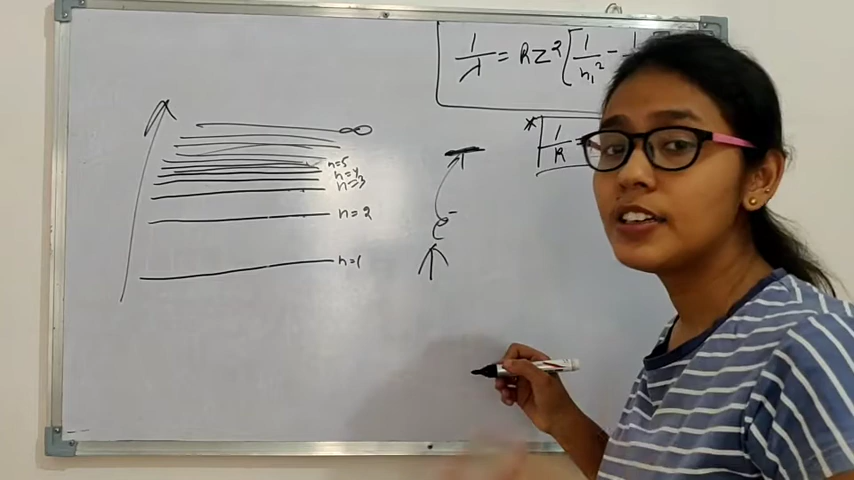 1/λ = RZ² [1/n₁² - 1
* 1/R =
∞
n=5
n=4
n=3
n=2
n=1
e⁻